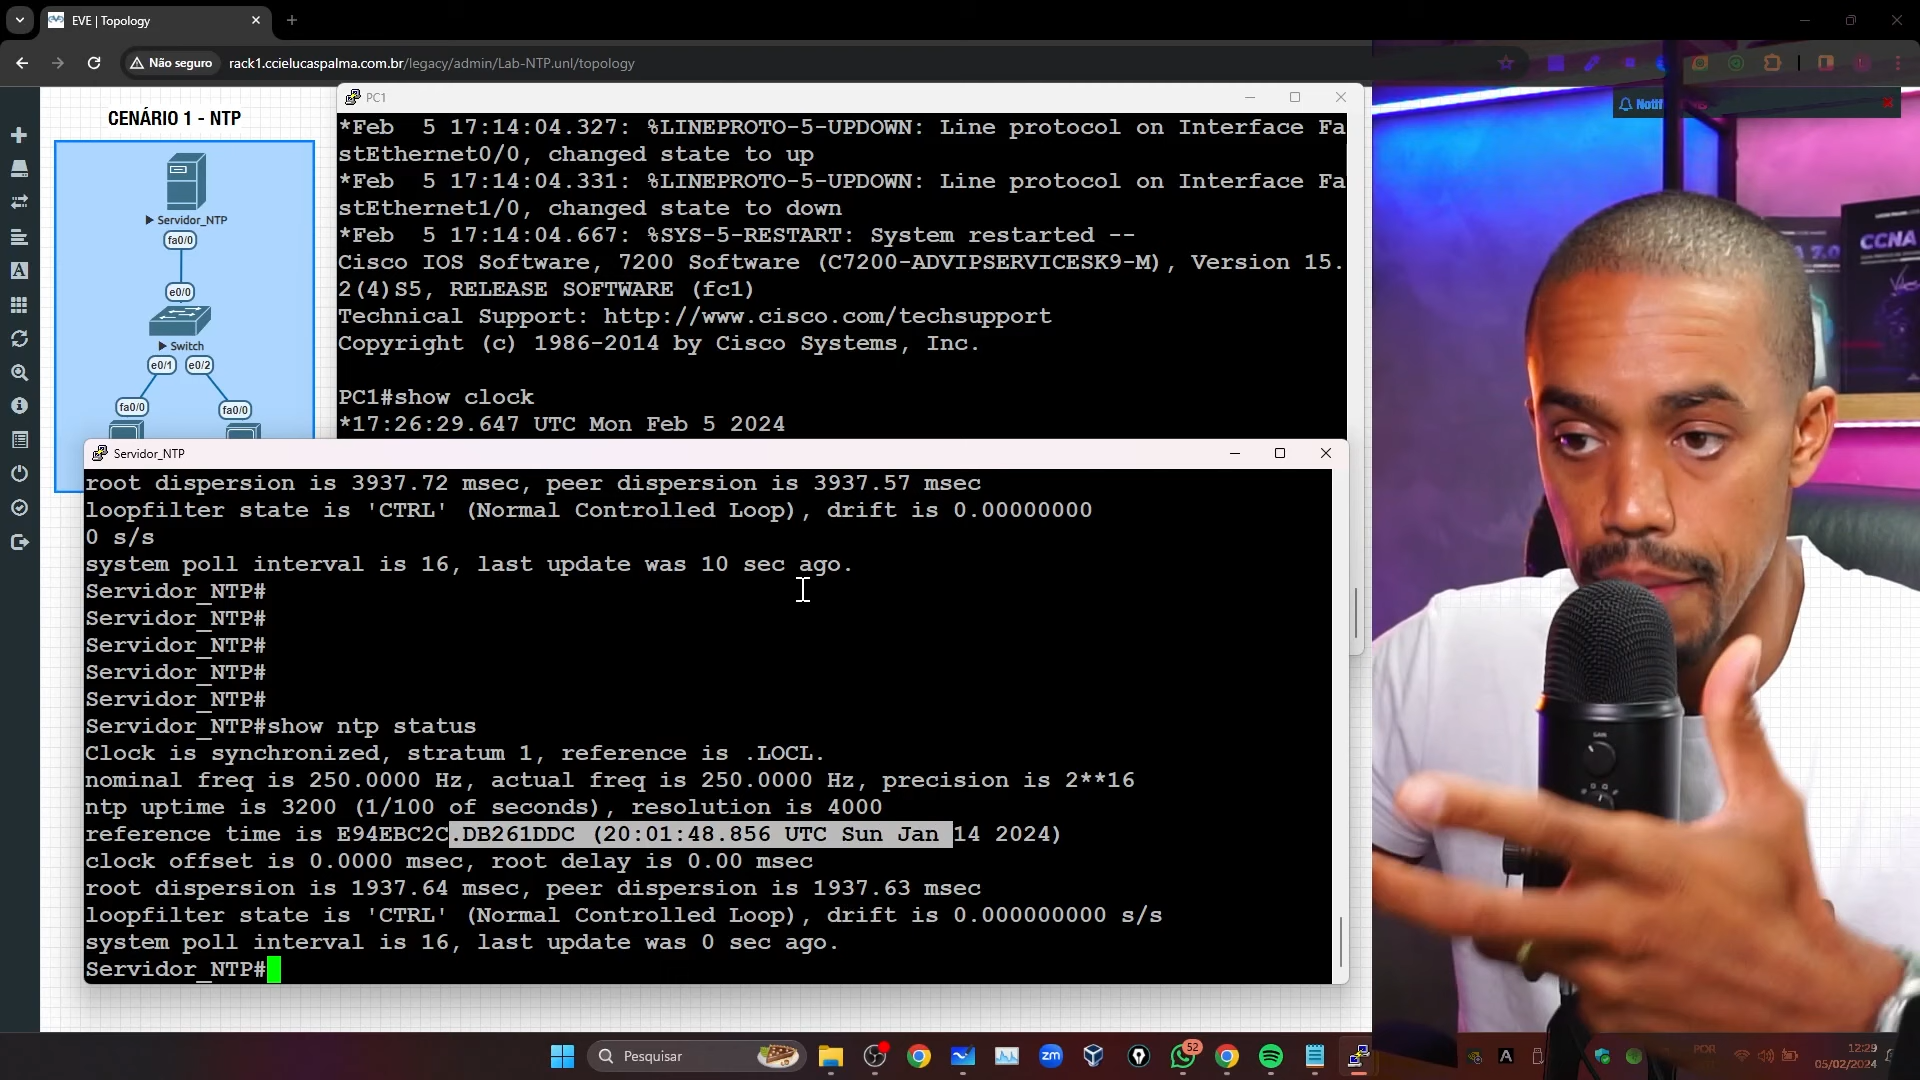 EVE | Topology
Não seguro
rack1.ccielucaspalma.com.br/legacy/admin/Lab-NTP.unl/topology
CENÁRIO 1 - NTP
Servidor_NTP
fa0/0
e0/0
Switch
e0/1 e0/2
fa0/0 fa0/0
PC1
*Feb  5 17:14:04.327: %LINEPROTO-5-UPDOWN: Line protocol on Interface Fa
stEthernet0/0, changed state to up
*Feb  5 17:14:04.331: %LINEPROTO-5-UPDOWN: Line protocol on Interface Fa
stEthernet1/0, changed state to down
*Feb  5 17:14:04.667: %SYS-5-RESTART: System restarted --
Cisco IOS Software, 7200 Software (C7200-ADVIPSERVICESK9-M), Version 15.
2(4)S5, RELEASE SOFTWARE (fc1)
Technical Support: http://www.cisco.com/techsupport
Copyright (c) 1986-2014 by Cisco Systems, Inc.
PC1#show clock
*17:26:29.647 UTC Mon Feb 5 2024
Servidor_NTP
root dispersion is 3937.72 msec, peer dispersion is 3937.57 msec
loopfilter state is 'CTRL' (Normal Controlled Loop), drift is 0.00000000
0 s/s
system poll interval is 16, last update was 10 sec ago.
Servidor_NTP#
Servidor_NTP#
Servidor_NTP#
Servidor_NTP#
Servidor_NTP#
Servidor_NTP#show ntp status
Clock is synchronized, stratum 1, reference is .LOCL.
nominal freq is 250.0000 Hz, actual freq is 250.0000 Hz, precision is 2**16
ntp uptime is 3200 (1/100 of seconds), resolution is 4000
reference time is E94EBC2C.DB261DDC (20:01:48.856 UTC Sun Jan 14 2024)
clock offset is 0.0000 msec, root delay is 0.00 msec
root dispersion is 1937.64 msec, peer dispersion is 1937.63 msec
loopfilter state is 'CTRL' (Normal Controlled Loop), drift is 0.000000000 s/s
system poll interval is 16, last update was 0 sec ago.
Servidor_NTP#
CCNA
Pesquisar
zm
52
A
POR
12:29
05/02/2024